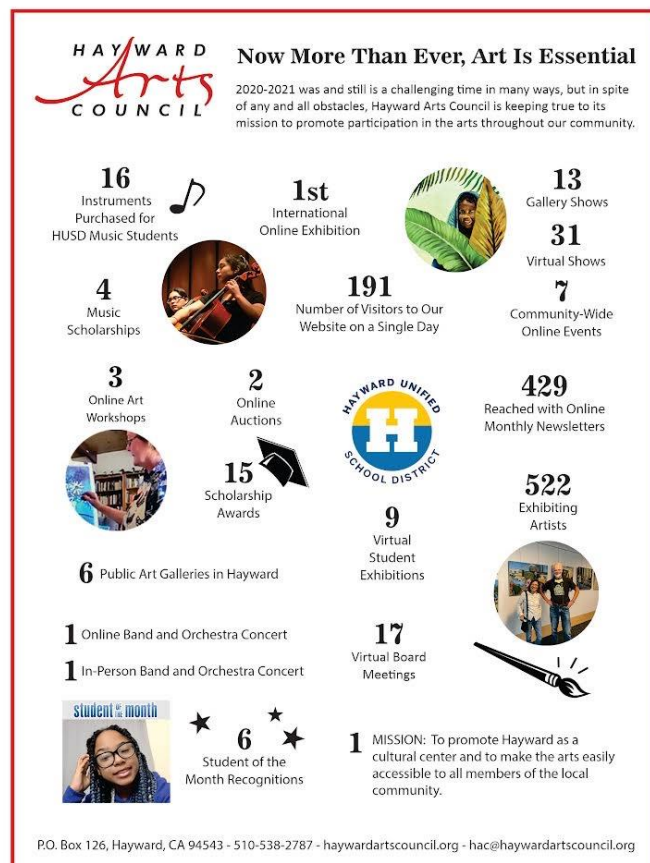 HAYWARD
Arts
COUNCIL
Now More Than Ever, Art Is Essential
2020-2021 was and still is a challenging time in many ways, but in spite
of any and all obstacles, Hayward Arts Council is keeping true to its
mission to promote participation in the arts throughout our community.
16
Instruments
Purchased for
HUSD Music Students
1st
International
Online Exhibition
13
Gallery Shows
31
Virtual Shows
4
Music
Scholarships
191
Number of Visitors to Our
Website on a Single Day
7
Community-Wide
Online Events
3
Online Art
Workshops
2
Online
Auctions
HAYWARD UNIFIED
H
SCHOOL DISTRICT
429
Reached with Online
Monthly Newsletters
15
Scholarship
Awards
9
Virtual
Student
Exhibitions
522
Exhibiting
Artists
6 Public Art Galleries in Hayward
1 Online Band and Orchestra Concert
1 In-Person Band and Orchestra Concert
17
Virtual Board
Meetings
student OF THE month
6
Student of the
Month Recognitions
1 MISSION: To promote Hayward as a
cultural center and to make the arts easily
accessible to all members of the local
community.
P.O. Box 126, Hayward, CA 94543 - 510-538-2787 - haywardartscouncil.org - hac@haywardartscouncil.org